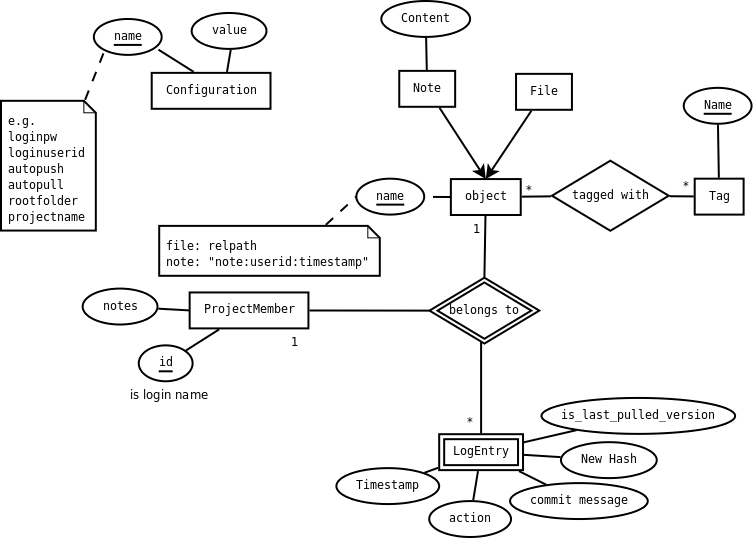 Content
name
value
Configuration
Note
File
Name
e.g.
loginpw
loginuserid
autopush
autopull
rootfolder
projectname
name
object
*
tagged with
*
Tag
1
file: relpath
note: "note:userid:timestamp"
notes
ProjectMember
belongs to
1
id
is login name
*
is_last_pulled_version
LogEntry
New Hash
Timestamp
commit message
action